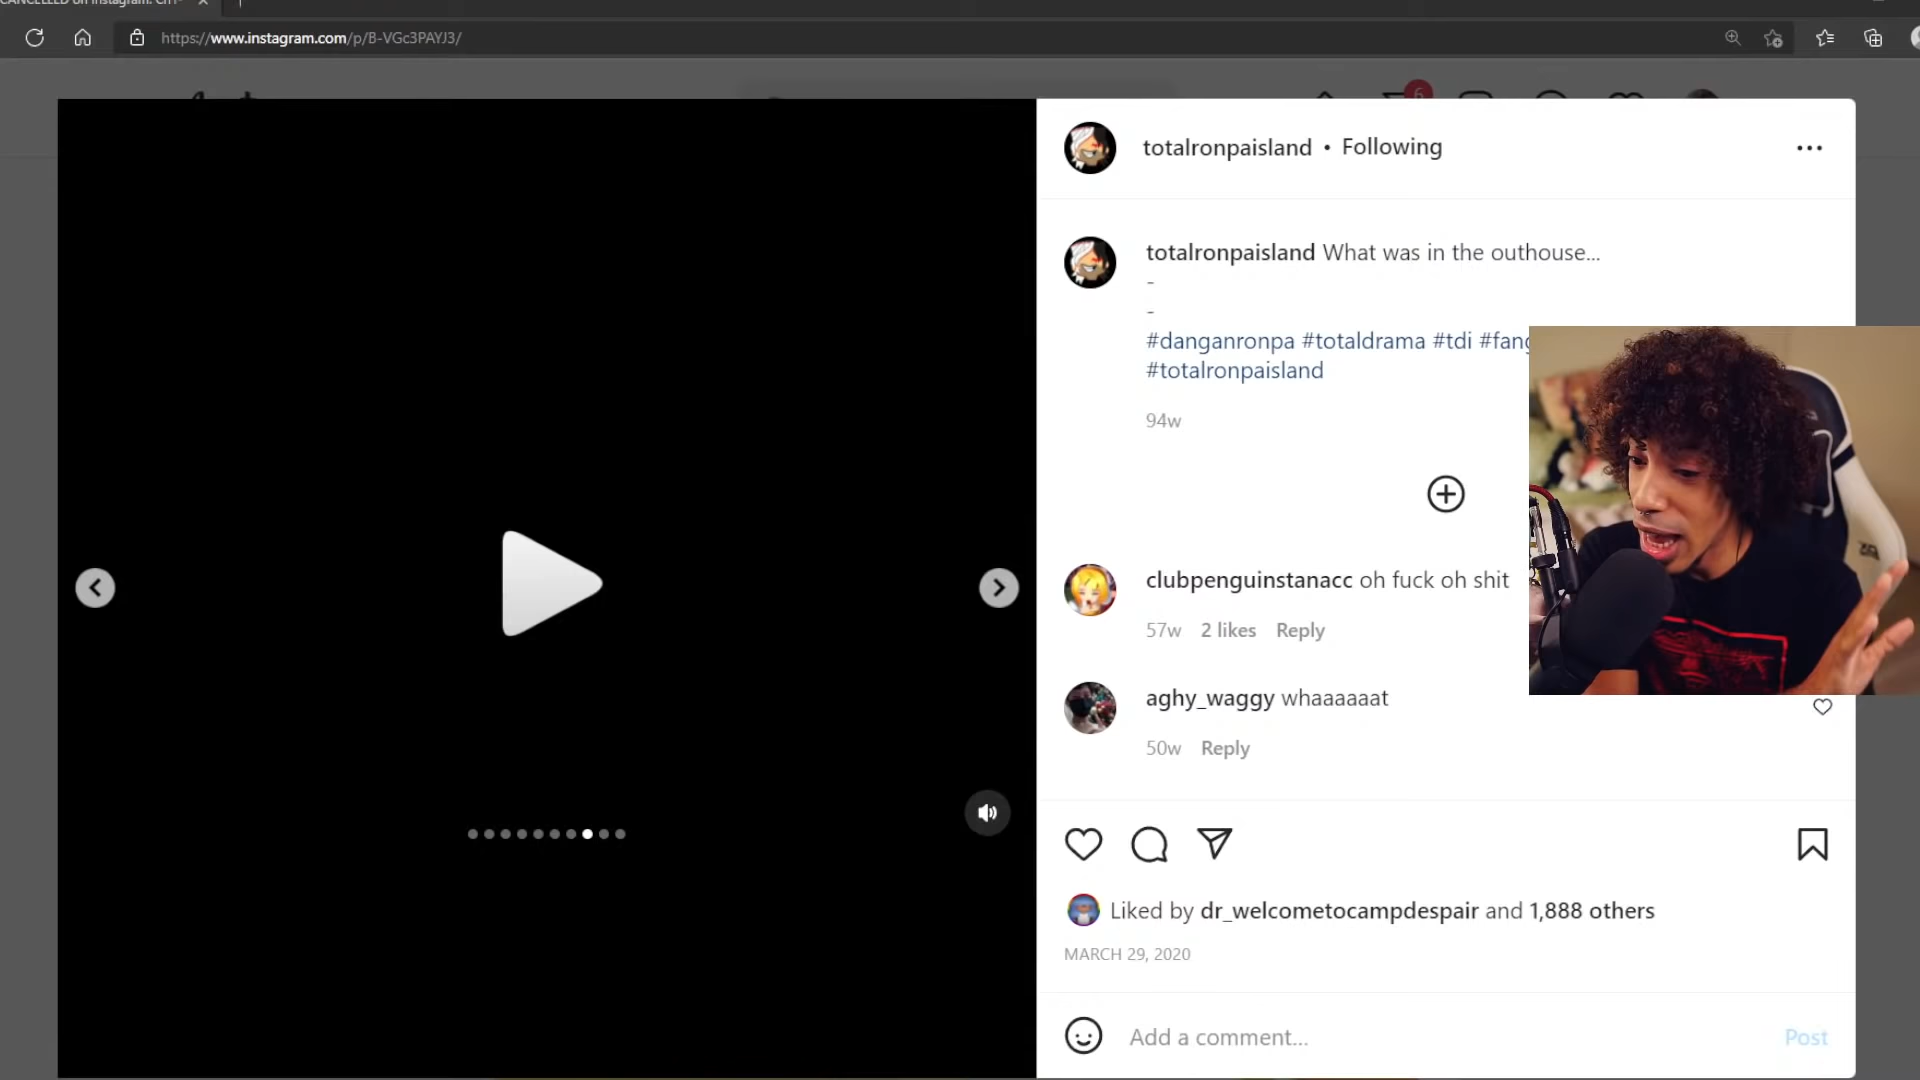 https://www.instagram.com/p/B-VGc3PAYJ3/
6
totalronpaisland • Following
totalronpaisland What was in the outhouse...
-
-
#danganronpa #totaldrama #tdi
#totalronpaisland
94w
clubpenguinstanacc oh fuck oh shit
57w 2 likes Reply
aghy_waggy whaaaaaat
50w Reply
Liked by dr_welcometocampdespair and 1,888 others
MARCH 29, 2020
Add a comment... Post